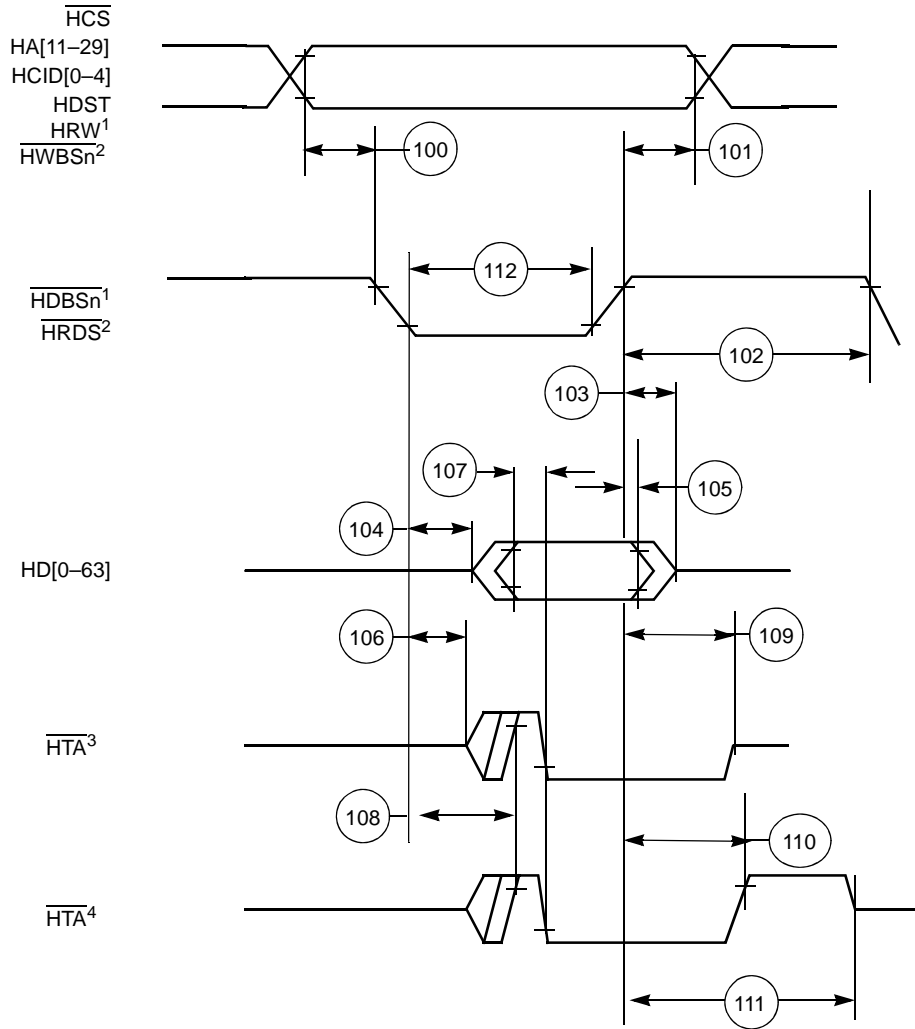 HCS
HA[11–29]
HCID[0–4]
HDST
HRW1
HWBSn2
100
101
112
HDBSn1
HRDS2
102
103
107
105
104
HD[0–63]
106
109
HTA3
108
110
HTA4
111